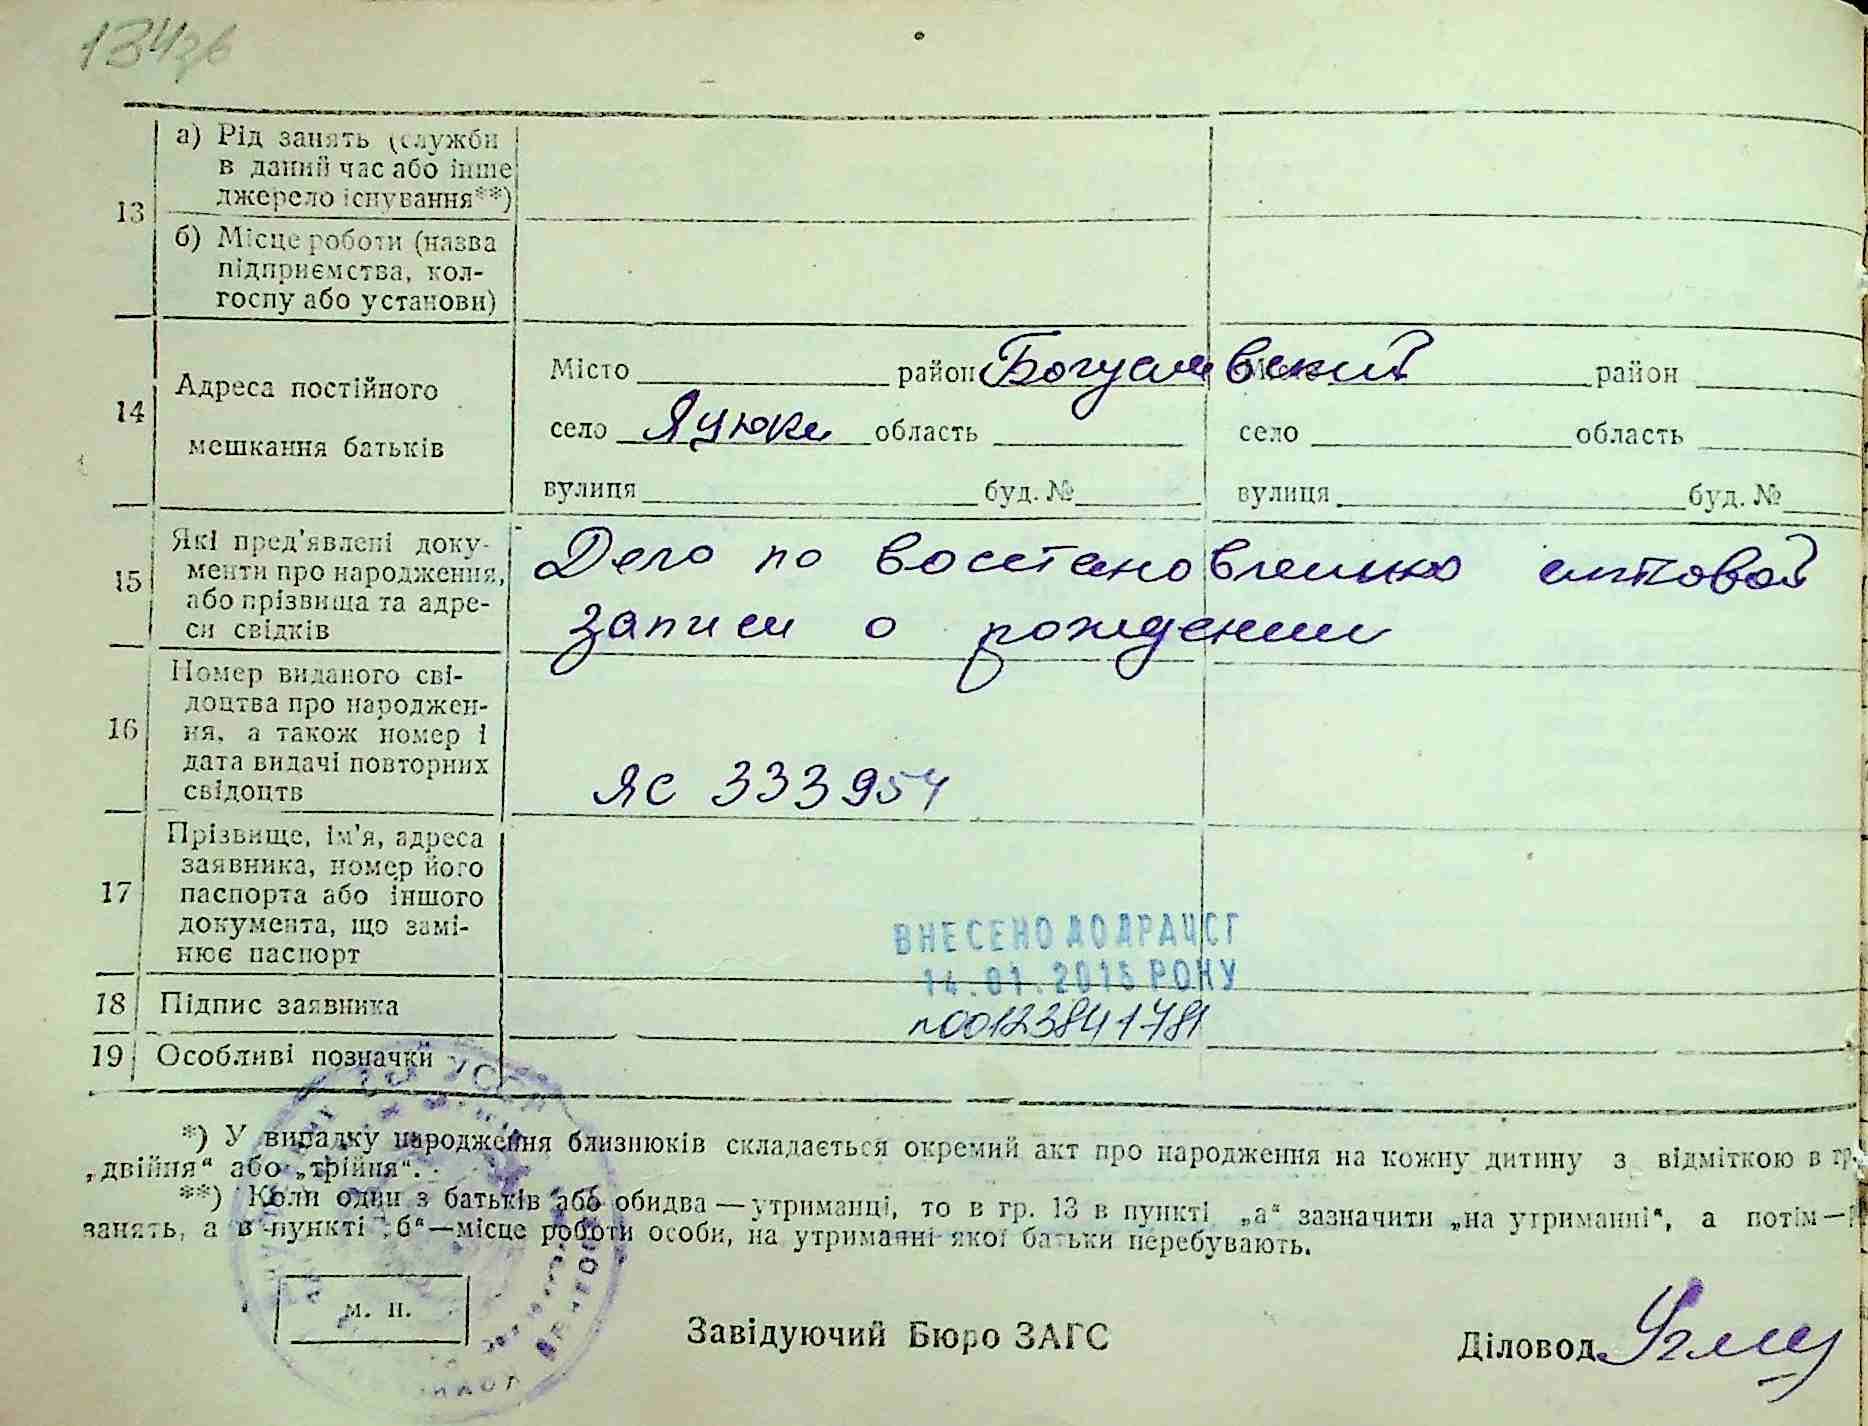 134зв
а) Рід занять (служби
в даний час або інше
джерело існування**)
13
б) Місце роботи (назва
підприємства, кол-
госпу або установи)
14
Адреса постійного
мешкання батьків
Місто район Богуславский район
село Яцюки область село область
вулиця буд. № вулиця буд. №
15
Які пред'явлені доку-
менти про народження,
або прізвища та адре-
си свідків
Дело по восстановлению актовой
записи о рождении
16
Номер виданого сві-
доцтва про народжен-
ня, а також номер і
дата видачі повторних
свідоцтв
ЯС 333954
17
Прізвище, ім'я, адреса
заявника, номер його
паспорта або іншого
документа, що замі-
нює паспорт
ВНЕСЕНО ДО ДРАЦСГ
14.01.2015 РОКУ
18 Підпис заявника
n00123841781
19 Особливі позначки
*) У випадку народження близнюків складається окремий акт про народження на кожну дитину з відміткою в гр.
„двійня“ або „трійня“.
**) Коли один з батьків або обидва — утриманці, то в гр. 13 в пункті „а“ зазначити „на утриманні“, а потім —
занять, а в пункті „б“ — місце роботи особи, на утриманні якої батьки перебувають.
м. п.
Завідуючий Бюро ЗАГС
Діловод